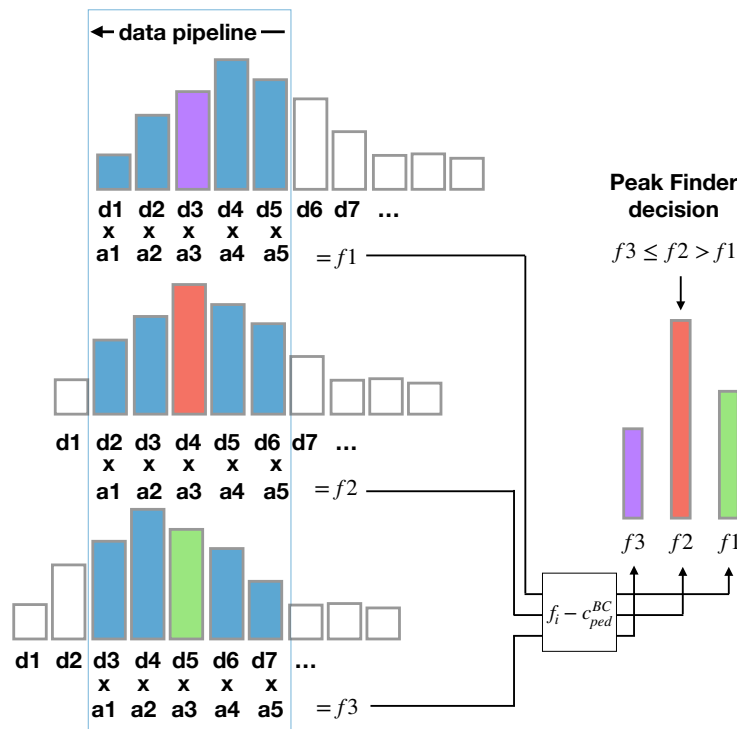 data pipeline
d1 d2 d3 d4 d5 d6 d7 ...
x x x x x
a1 a2 a3 a4 a5 = f1
Peak Finder
decision
f3 ≤ f2 > f1
d1 d2 d3 d4 d5 d6 d7 ...
x x x x x
a1 a2 a3 a4 a5 = f2
f3 f2 f1
f_i − c_ped^BC
d1 d2 d3 d4 d5 d6 d7 ...
x x x x x
a1 a2 a3 a4 a5 = f3